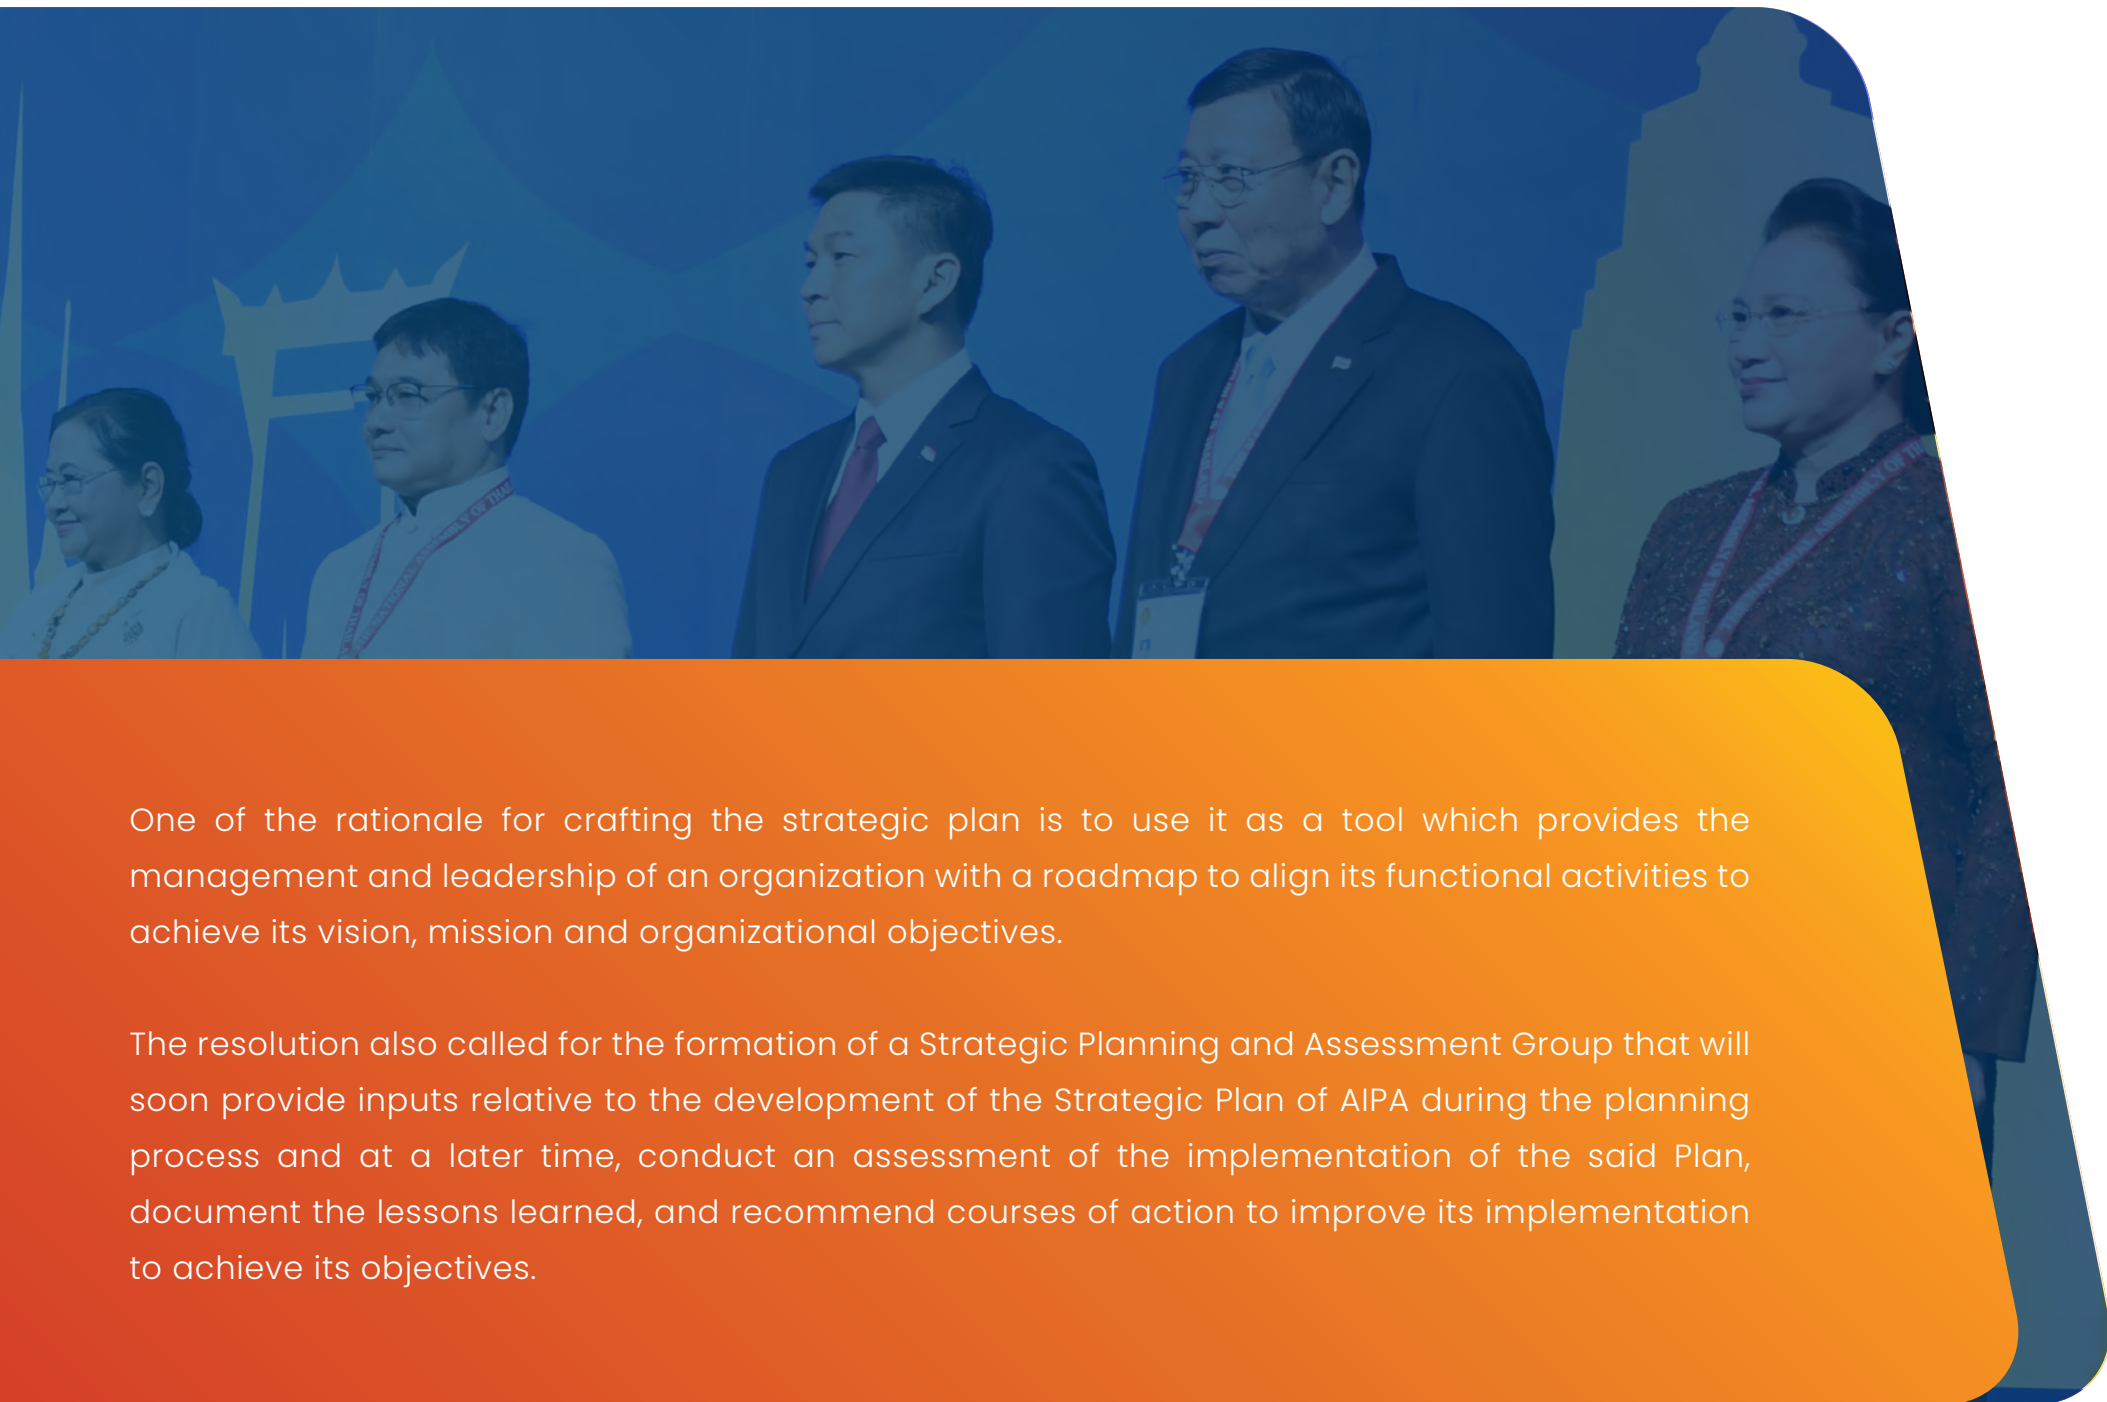 One of the rationale for crafting the strategic plan is to use it as a tool which provides the
management and leadership of an organization with a roadmap to align its functional activities to
achieve its vision, mission and organizational objectives.
The resolution also called for the formation of a Strategic Planning and Assessment Group that will
soon provide inputs relative to the development of the Strategic Plan of AIPA during the planning
process and at a later time, conduct an assessment of the implementation of the said Plan,
document the lessons learned, and recommend courses of action to improve its implementation
to achieve its objectives.